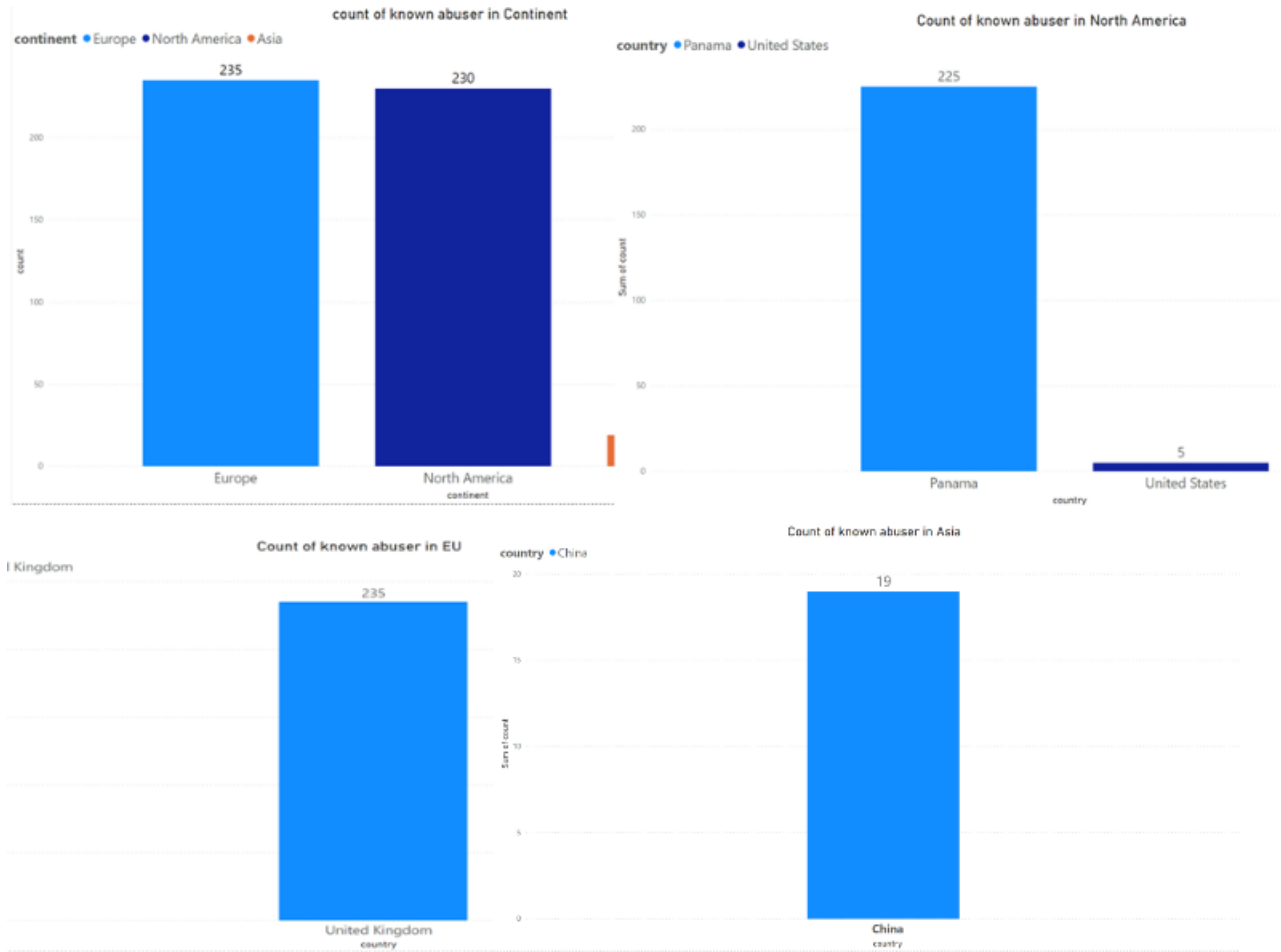 count of known abuser in Continent
continent Europe North America Asia
235
230
200
150
100
50
0
count
Europe
North America
continent
Count of known abuser in North America
country Panama United States
225
5
200
150
100
50
0
Sum of count
Panama
United States
country
Count of known abuser in EU
Kingdom
235
United Kingdom
country
Count of known abuser in Asia
country China
20
19
15
10
5
0
Sum of count
China
country